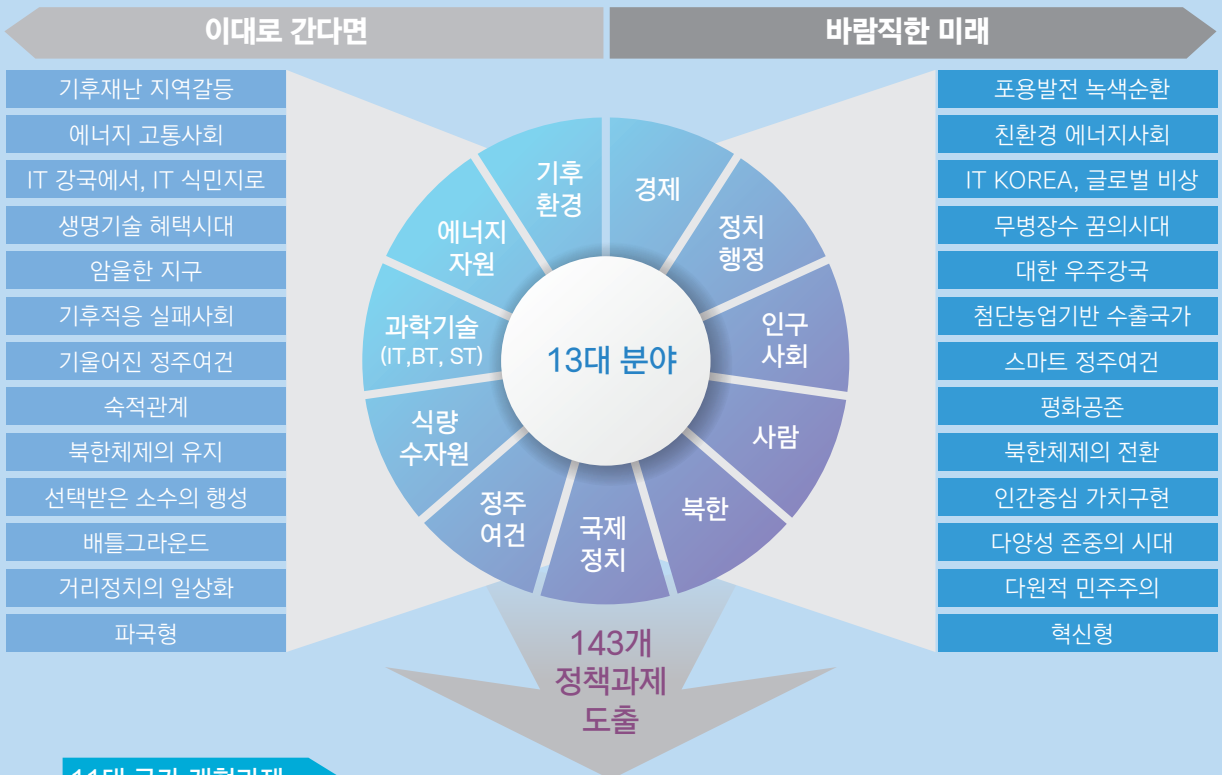 이대로 간다면
바람직한 미래
기후재난 지역갈등
에너지 고통사회
IT 강국에서, IT 식민지로
생명기술 혜택시대
암울한 지구
기후적응 실패사회
기울어진 정주여건
숙적관계
북한체제의 유지
선택받은 소수의 행성
배틀그라운드
거리정치의 일상화
파국형
기후
환경
경제
정치
행정
인구
사회
사람
북한
국제
정치
정주
여건
식량
수자원
과학기술
(IT,BT, ST)
에너지
자원
13대 분야
143개
정책과제
도출
포용발전 녹색순환
친환경 에너지사회
IT KOREA, 글로벌 비상
무병장수 꿈의시대
대한 우주강국
첨단농업기반 수출국가
스마트 정주여건
평화공존
북한체제의 전환
인간중심 가치구현
다양성 존중의 시대
다원적 민주주의
혁신형